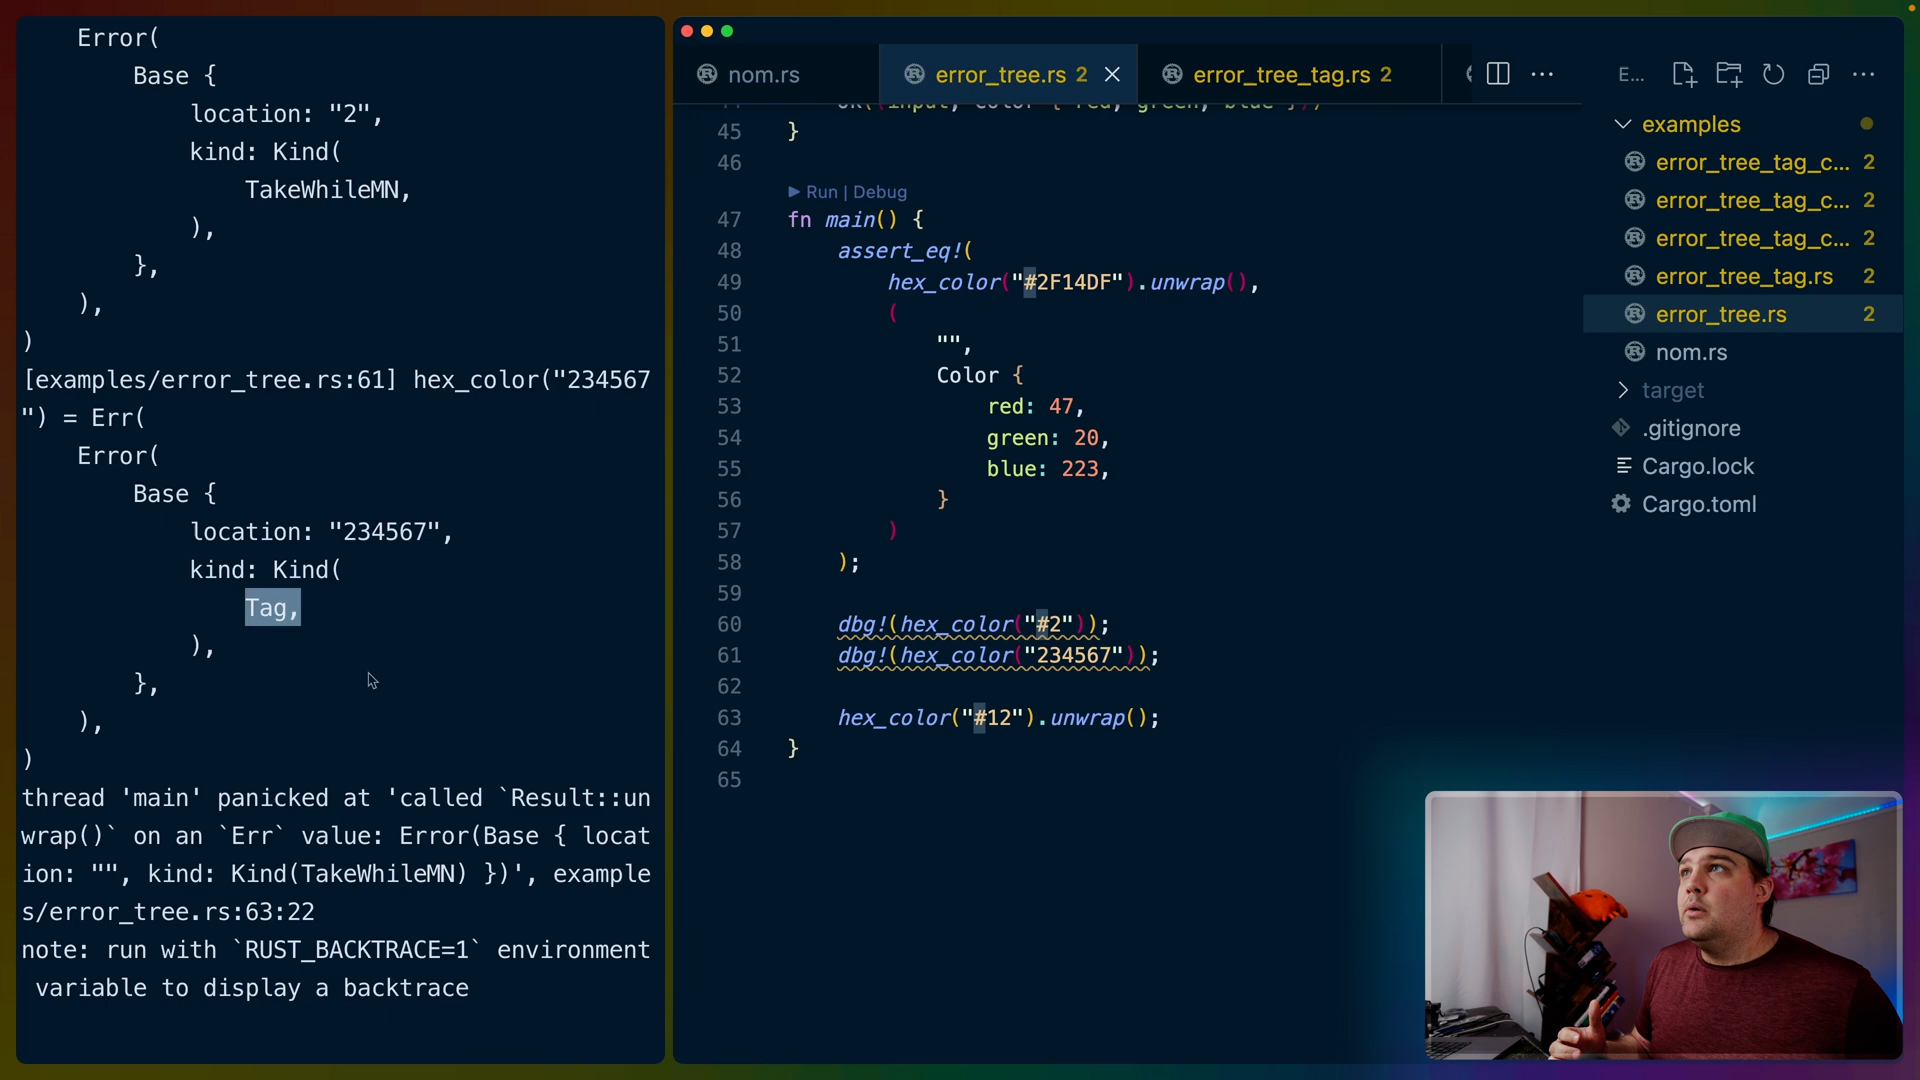 Error(
Base {
location: "2",
kind: Kind(
TakeWhileMN,
),
},
),
)
[examples/error_tree.rs:61] hex_color("234567
") = Err(
Error(
Base {
location: "234567",
kind: Kind(
Tag,
),
},
),
)
thread 'main' panicked at 'called `Result::un
wrap()` on an `Err` value: Error(Base { locat
ion: "", kind: Kind(TakeWhileMN) })', example
s/error_tree.rs:63:22
note: run with `RUST_BACKTRACE=1` environment
variable to display a backtrace
nom.rs
error_tree.rs 2
error_tree_tag.rs 2
45 }
46
Run | Debug
47 fn main() {
48 assert_eq!(
49 hex_color("#2F14DF").unwrap(),
50 (
51 "",
52 Color {
53 red: 47,
54 green: 20,
55 blue: 223,
56 }
57 )
58 );
59
60 dbg!(hex_color("#2"));
61 dbg!(hex_color("234567"));
62
63 hex_color("#12").unwrap();
64 }
65
E...
examples
error_tree_tag_c... 2
error_tree_tag_c... 2
error_tree_tag_c... 2
error_tree_tag.rs 2
error_tree.rs 2
nom.rs
target
.gitignore
Cargo.lock
Cargo.toml